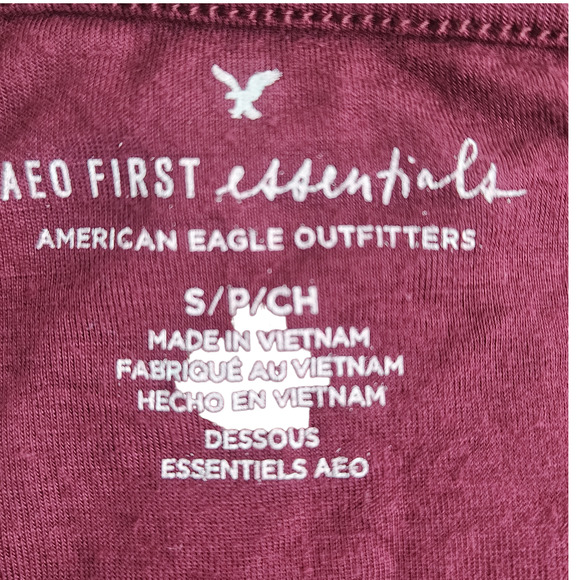 AEO FIRST essentials
AMERICAN EAGLE OUTFITTERS
S/P/CH
MADE IN VIETNAM
FABRIQUÉ AU VIETNAM
HECHO EN VIETNAM
DESSOUS
ESSENTIELS AEO